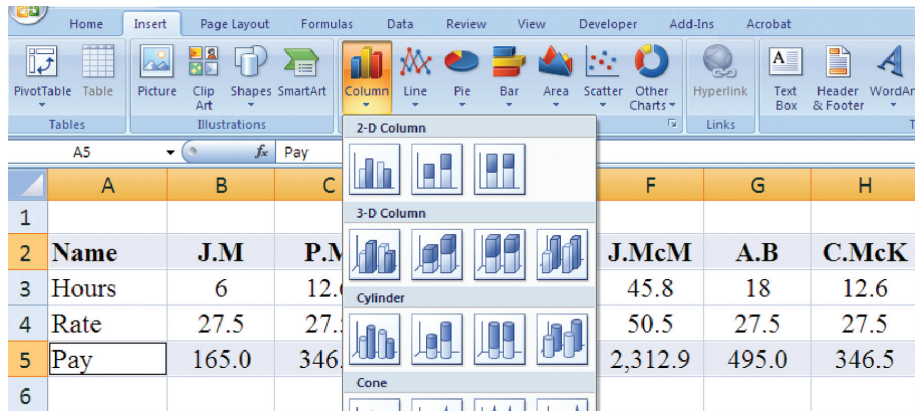 Home Insert Page Layout Formulas Data Review View Developer Add-Ins Acrobat
PivotTable Table Picture Clip Art Shapes SmartArt Column Line Pie Bar Area Scatter Other Charts Hyperlink Text Box Header & Footer
Tables Illustrations Links
2-D Column
A5 fx Pay
A B C F G H
3-D Column
1
2 Name J.M J.McM A.B C.McK
3 Hours 6 45.8 18 12.6
Cylinder
4 Rate 27.5 50.5 27.5 27.5
5 Pay 165.0 2,312.9 495.0 346.5
Cone
6